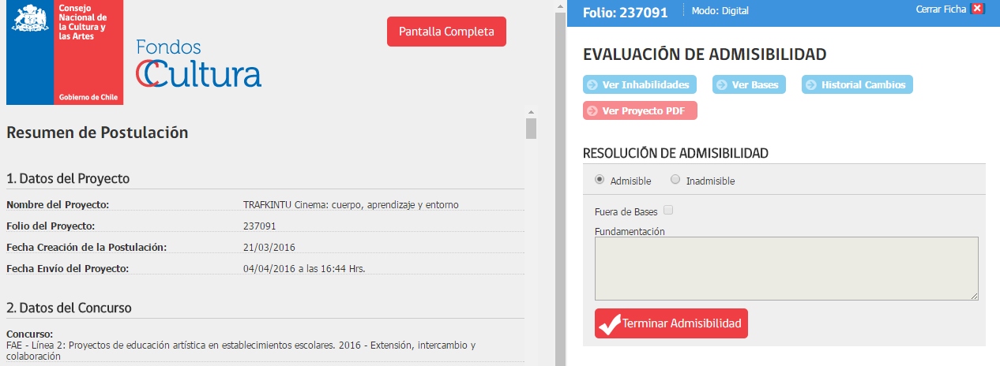 Consejo
Nacional de
la Cultura y
las Artes
Gobierno de Chile
Fondos
Cultura
Pantalla Completa
Resumen de Postulación
1. Datos del Proyecto
Nombre del Proyecto: TRAFKINTU Cinema: cuerpo, aprendizaje y entorno
Folio del Proyecto: 237091
Fecha Creación de la Postulación: 21/03/2016
Fecha Envío del Proyecto: 04/04/2016 a las 16:44 Hrs.
2. Datos del Concurso
Concurso:
FAE - Línea 2: Proyectos de educación artística en establecimientos escolares. 2016 - Extensión, intercambio y
colaboración
Folio: 237091 Modo: Digital Cerrar Ficha
EVALUACIÓN DE ADMISIBILIDAD
Ver Inhabilidades Ver Bases Historial Cambios
Ver Proyecto PDF
RESOLUCIÓN DE ADMISIBILIDAD
Admisible Inadmisible
Fuera de Bases
Fundamentación
Terminar Admisibilidad